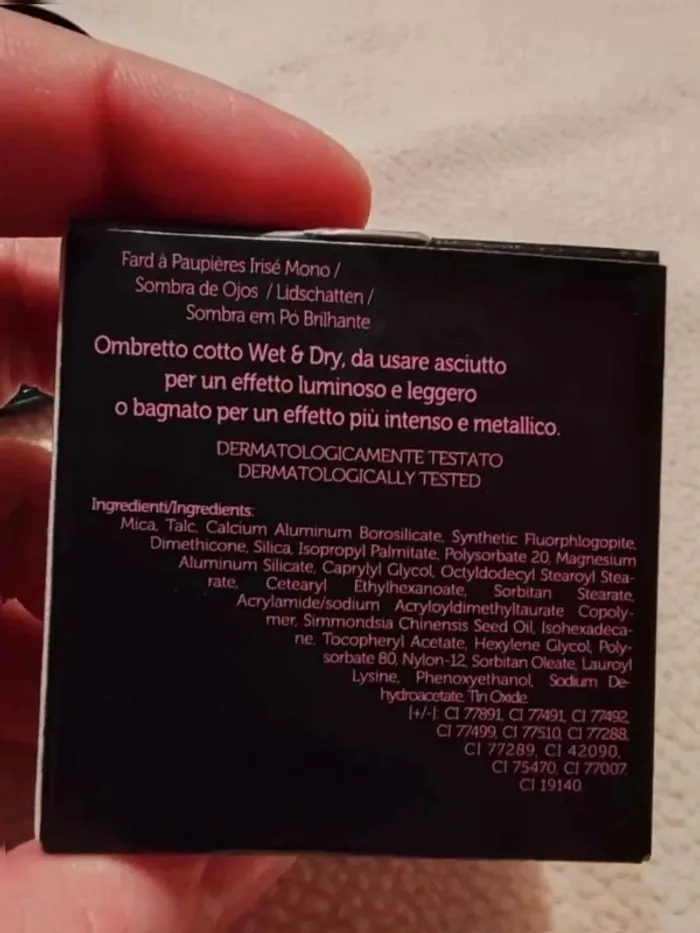 Fard à Paupières Irisé Mono /
Sombra de Ojos / Lidschatten /
Sombra em Pó Brilhante
Ombretto cotto Wet & Dry, da usare asciutto
per un effetto luminoso e leggero
o bagnato per un effetto più intenso e metallico.
DERMATOLOGICAMENTE TESTATO
DERMATOLOGICALLY TESTED
Ingredienti/Ingredients:
Mica, Talc, Calcium Aluminum Borosilicate, Synthetic Fluorphlogopite,
Dimethicone, Silica, Isopropyl Palmitate, Polysorbate 20, Magnesium
Aluminum Silicate, Caprylyl Glycol, Octyldodecyl Stearoyl Stea-
rate, Cetearyl Ethylhexanoate, Sorbitan Stearate,
Acrylamide/sodium Acryloyldimethyltaurate Copoly-
mer, Simmondsia Chinensis Seed Oil, Isohexadeca-
ne, Tocopheryl Acetate, Hexylene Glycol, Poly-
sorbate 80, Nylon-12, Sorbitan Oleate, Lauroyl
Lysine, Phenoxyethanol, Sodium De-
hydroacetate, Tin Oxide.
[+/-]: CI 77891, CI 77491, CI 77492,
CI 77499, CI 77510, CI 77288,
CI 77289, CI 42090,
CI 75470, CI 77007,
CI 19140